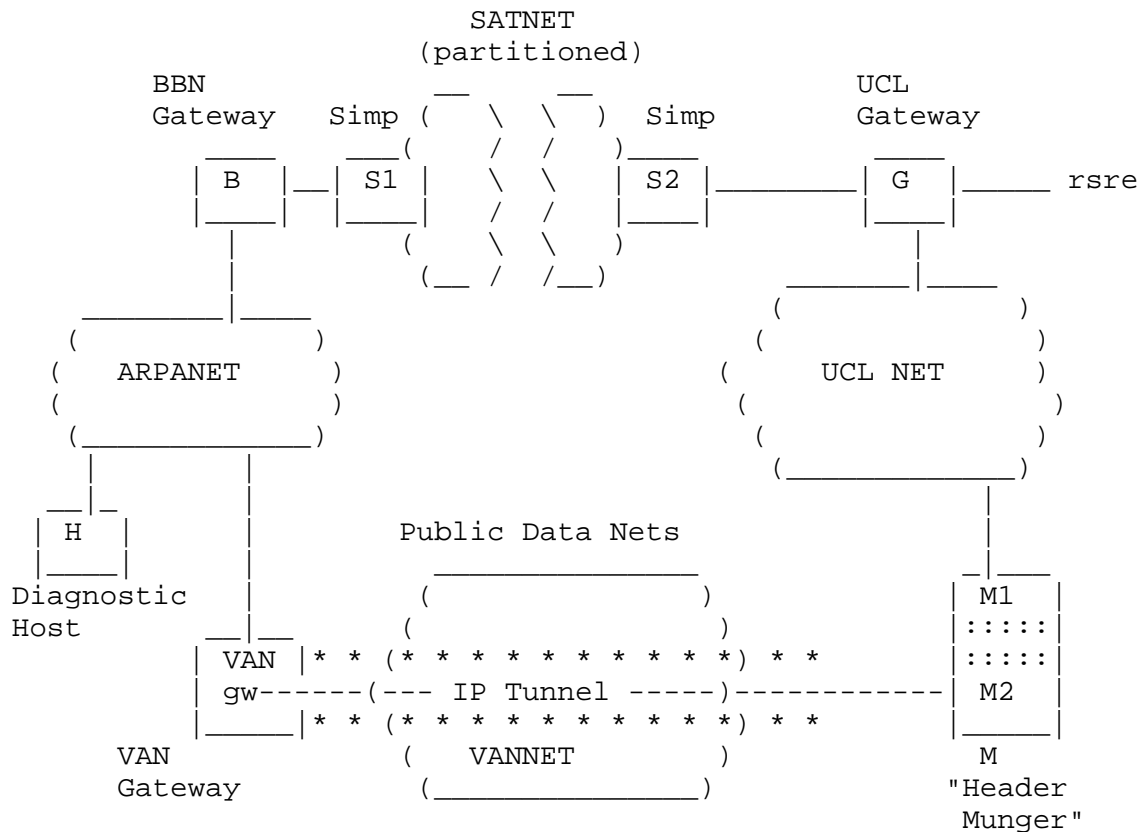 SATNET
(partitioned)
BBN UCL
Gateway Simp Simp Gateway
B S1 S2 G rsre
ARPANET UCL NET
H Public Data Nets
Diagnostic M1
Host :::::
VAN * * (* * * * * * * * * *) * * :::::
gw------(--- IP Tunnel -----)------------ M2
* * (* * * * * * * * * *) * *
VAN VANNET M
Gateway "Header
Munger"